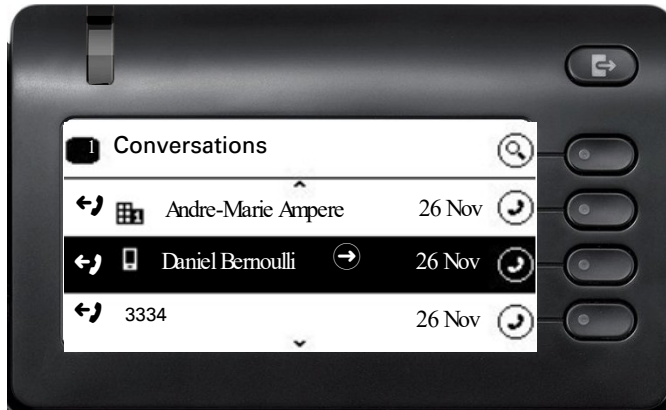 1 Conversations
Andre-Marie Ampere 26 Nov
Daniel Bernoulli 26 Nov
3334 26 Nov